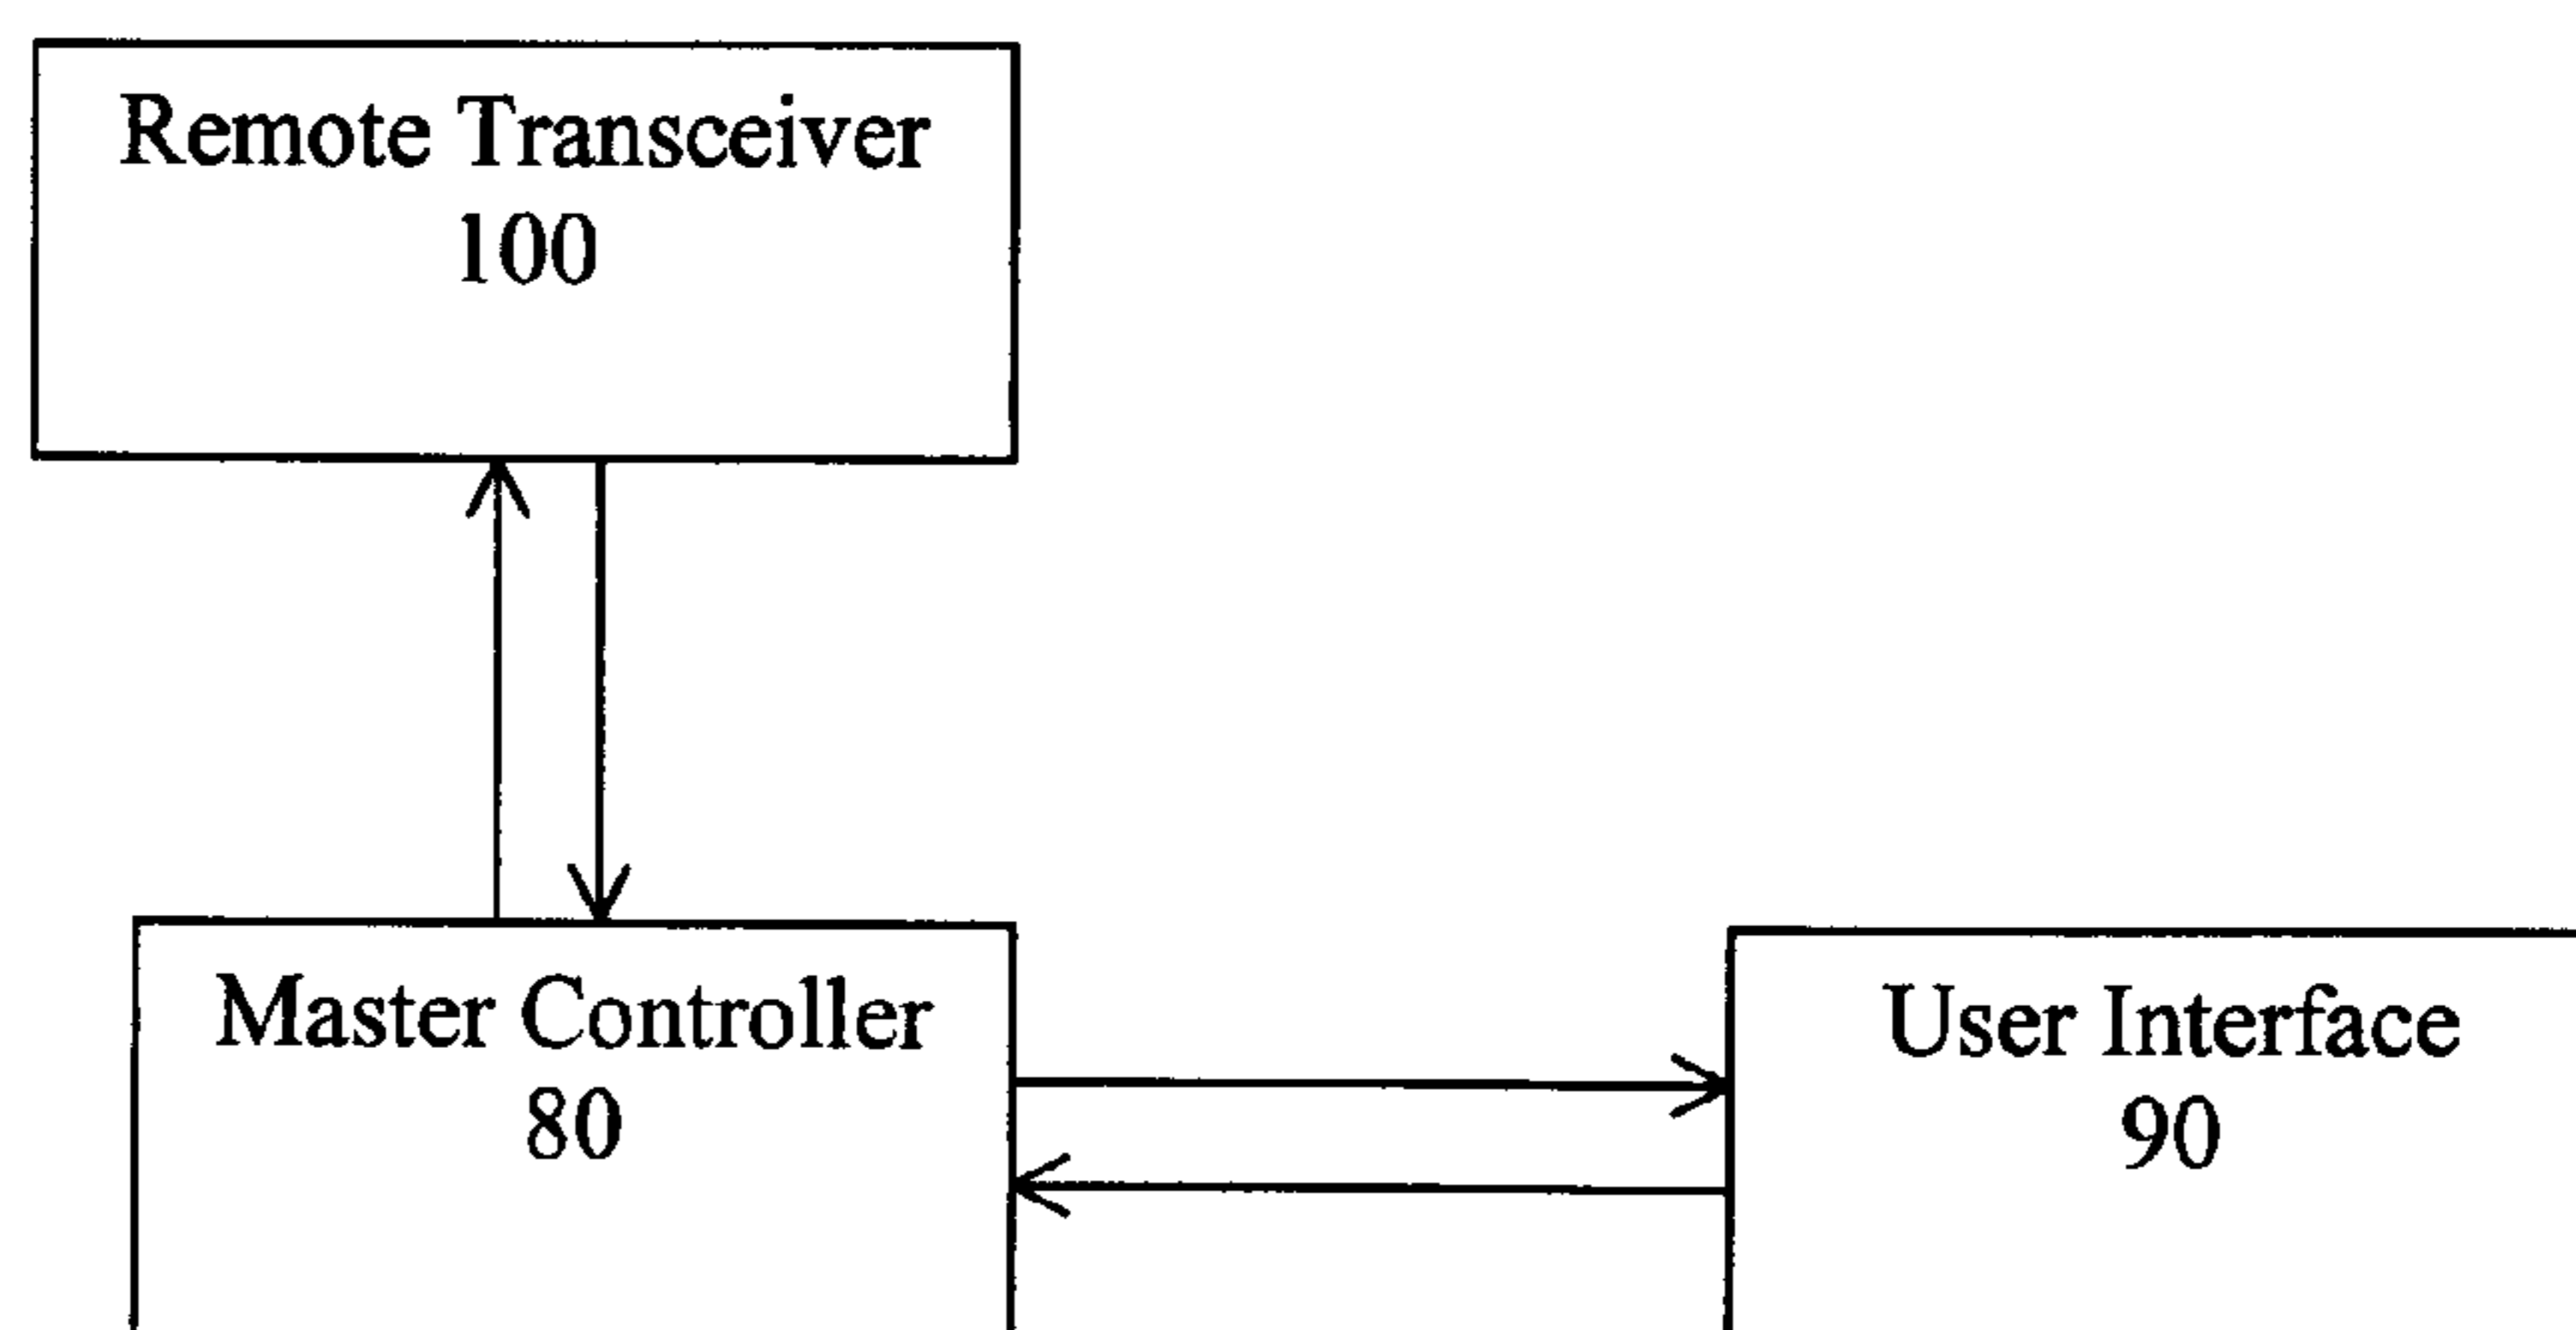 Remote Transceiver
100
Master Controller
80
User Interface
90